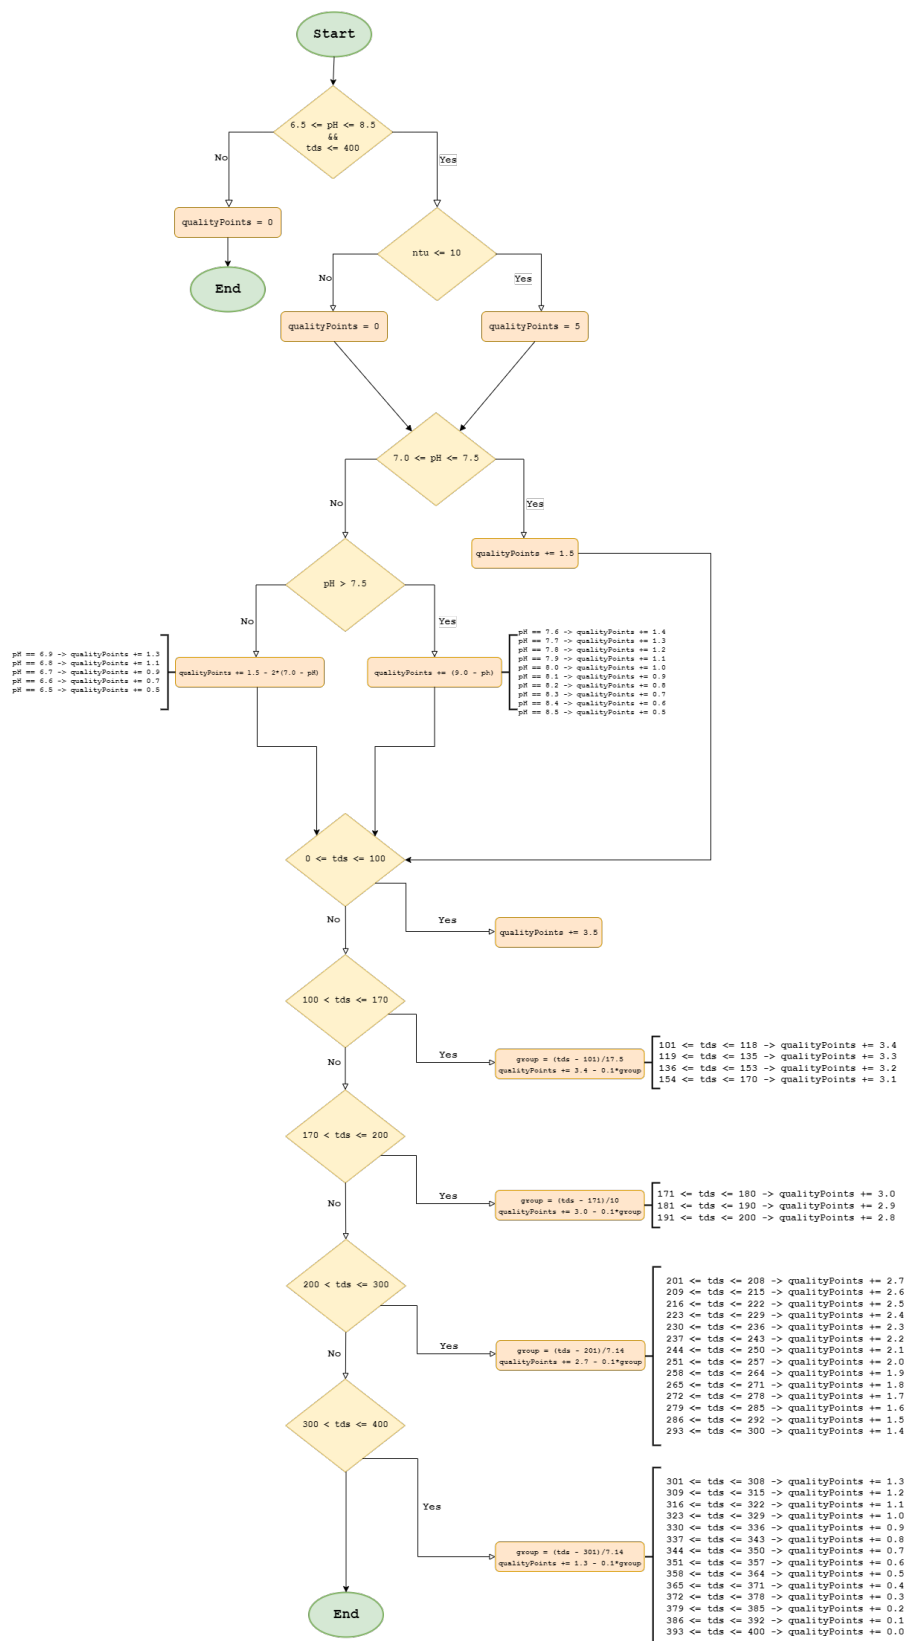 Start
6.5 <= pH <= 8.5
&&
tds <= 400
No
Yes
qualityPoints = 0
End
ntu <= 10
No
Yes
qualityPoints = 0
qualityPoints = 5
7.0 <= pH <= 7.5
No
Yes
qualityPoints += 1.5
pH > 7.5
No
Yes
pH == 6.9 -> qualityPoints += 1.3
pH == 6.8 -> qualityPoints += 1.1
pH == 6.7 -> qualityPoints += 0.9
pH == 6.6 -> qualityPoints += 0.7
pH == 6.5 -> qualityPoints += 0.5
qualityPoints += 1.5 - 2*(7.0 - pH)
qualityPoints += (9.0 - ph)
pH == 7.6 -> qualityPoints += 1.4
pH == 7.7 -> qualityPoints += 1.3
pH == 7.8 -> qualityPoints += 1.2
pH == 7.9 -> qualityPoints += 1.1
pH == 8.0 -> qualityPoints += 1.0
pH == 8.1 -> qualityPoints += 0.9
pH == 8.2 -> qualityPoints += 0.8
pH == 8.3 -> qualityPoints += 0.7
pH == 8.4 -> qualityPoints += 0.6
pH == 8.5 -> qualityPoints += 0.5
0 <= tds <= 100
No
Yes
qualityPoints += 3.5
100 < tds <= 170
No
Yes
group = (tds - 101)/17.5
qualityPoints += 3.4 - 0.1*group
101 <= tds <= 118 -> qualityPoints += 3.4
119 <= tds <= 135 -> qualityPoints += 3.3
136 <= tds <= 153 -> qualityPoints += 3.2
154 <= tds <= 170 -> qualityPoints += 3.1
170 < tds <= 200
No
Yes
group = (tds - 171)/10
qualityPoints += 3.0 - 0.1*group
171 <= tds <= 180 -> qualityPoints += 3.0
181 <= tds <= 190 -> qualityPoints += 2.9
191 <= tds <= 200 -> qualityPoints += 2.8
200 < tds <= 300
No
Yes
group = (tds - 201)/7.14
qualityPoints += 2.7 - 0.1*group
201 <= tds <= 208 -> qualityPoints += 2.7
209 <= tds <= 215 -> qualityPoints += 2.6
216 <= tds <= 222 -> qualityPoints += 2.5
223 <= tds <= 229 -> qualityPoints += 2.4
230 <= tds <= 236 -> qualityPoints += 2.3
237 <= tds <= 243 -> qualityPoints += 2.2
244 <= tds <= 250 -> qualityPoints += 2.1
251 <= tds <= 257 -> qualityPoints += 2.0
258 <= tds <= 264 -> qualityPoints += 1.9
265 <= tds <= 271 -> qualityPoints += 1.8
272 <= tds <= 278 -> qualityPoints += 1.7
279 <= tds <= 285 -> qualityPoints += 1.6
286 <= tds <= 292 -> qualityPoints += 1.5
293 <= tds <= 300 -> qualityPoints += 1.4
300 < tds <= 400
Yes
group = (tds - 301)/7.14
qualityPoints += 1.3 - 0.1*group
301 <= tds <= 308 -> qualityPoints += 1.3
309 <= tds <= 315 -> qualityPoints += 1.2
316 <= tds <= 322 -> qualityPoints += 1.1
323 <= tds <= 329 -> qualityPoints += 1.0
330 <= tds <= 336 -> qualityPoints += 0.9
337 <= tds <= 343 -> qualityPoints += 0.8
344 <= tds <= 350 -> qualityPoints += 0.7
351 <= tds <= 357 -> qualityPoints += 0.6
358 <= tds <= 364 -> qualityPoints += 0.5
365 <= tds <= 371 -> qualityPoints += 0.4
372 <= tds <= 378 -> qualityPoints += 0.3
379 <= tds <= 385 -> qualityPoints += 0.2
386 <= tds <= 392 -> qualityPoints += 0.1
393 <= tds <= 400 -> qualityPoints += 0.0
End